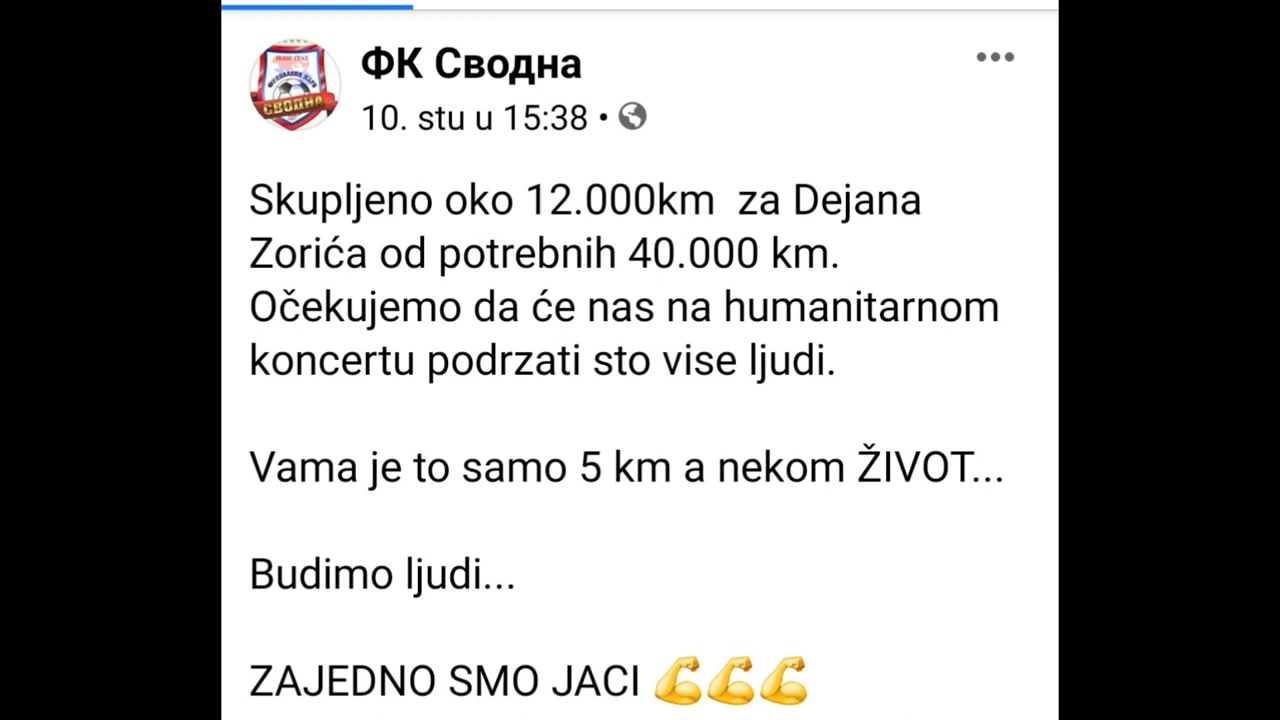 ФК Сводна
10. stu u 15:38 •
Skupljeno oko 12.000km za Dejana
Zorića od potrebnih 40.000 km.
Očekujemo da će nas na humanitarnom
koncertu podrzati sto vise ljudi.
Vama je to samo 5 km a nekom ŽIVOT...
Budimo ljudi...
ZAJEDNO SMO JACI 💪💪💪
СВОДНА